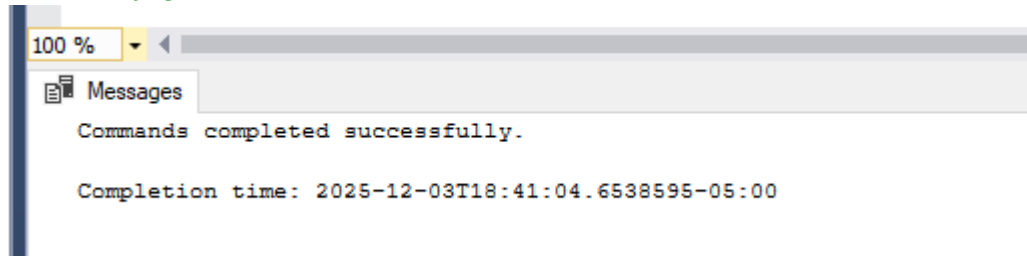 100 %
Messages
Commands completed successfully.
Completion time: 2025-12-03T18:41:04.6538595-05:00